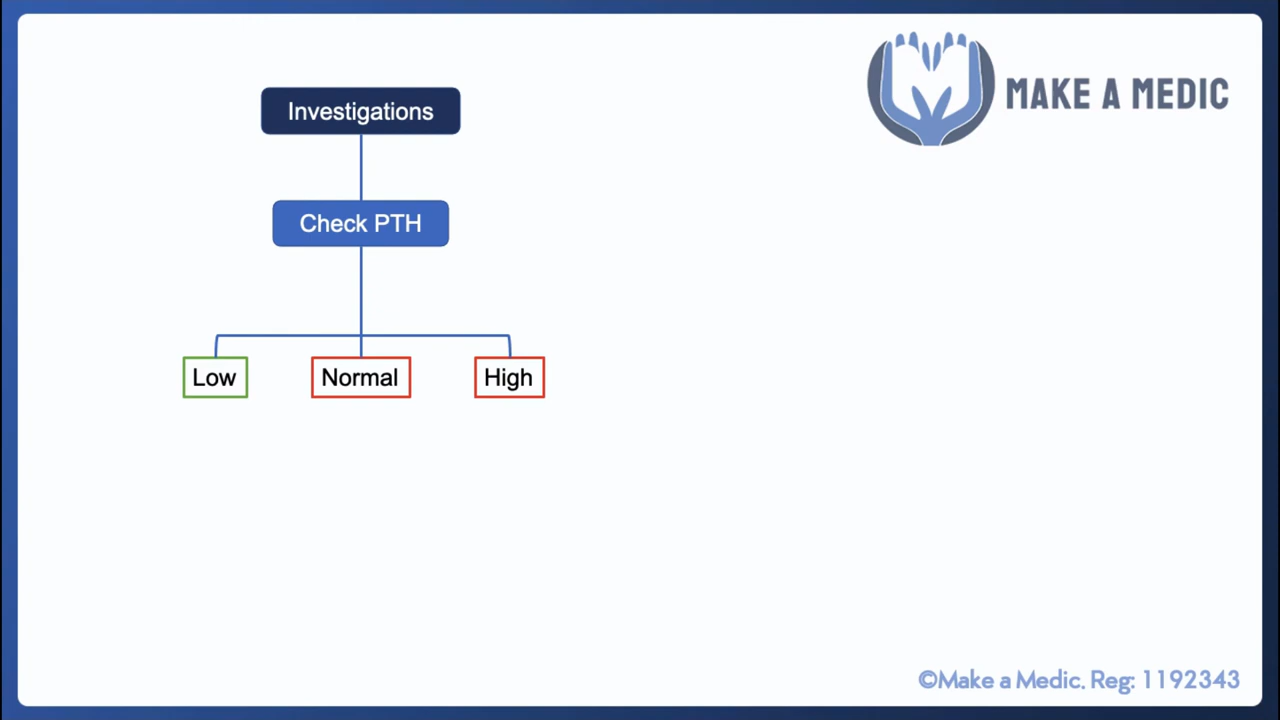 MAKE A MEDIC
Investigations
Check PTH
Low
Normal
High
©Make a Medic. Reg: 1192343